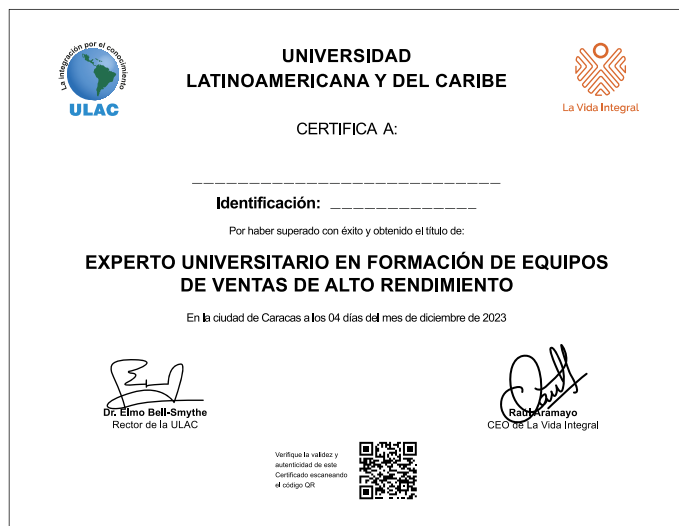 La integración por el conocimiento
ULAC
UNIVERSIDAD
LATINOAMERICANA Y DEL CARIBE
La Vida Integral
CERTIFICA A:
___________________________
Identificación: _____________
Por haber superado con éxito y obtenido el título de:
EXPERTO UNIVERSITARIO EN FORMACIÓN DE EQUIPOS
DE VENTAS DE ALTO RENDIMIENTO
En la ciudad de Caracas a los 04 días del mes de diciembre de 2023
Dr. Elmo Bell-Smythe
Rector de la ULAC
Raúl Aramayo
CEO de La Vida Integral
Verifique la validez y
autenticidad de este
Certificado escaneando
el código QR